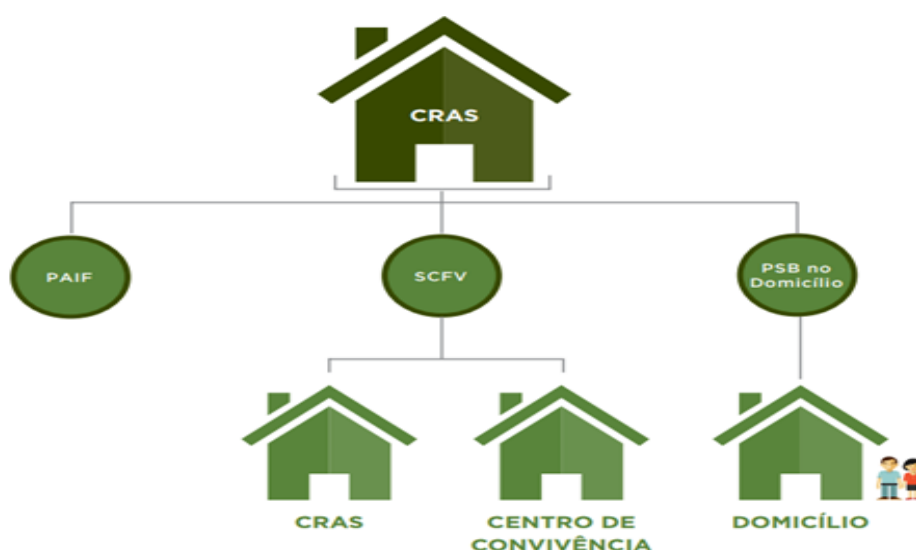 CRAS
PAIF
SCFV
PSB no
Domicílio
CRAS
CENTRO DE
CONVIVÊNCIA
DOMICÍLIO